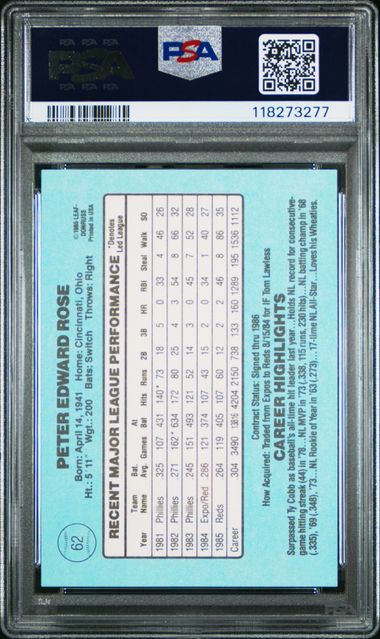 PSA
PSA
118273277
62
© 1986 LEAF-
DONRUSS
Printed in USA
PETER EDWARD ROSE
Born: April 14, 1941 Home: Cincinnati, Ohio
Ht.: 5' 11" Wgt.: 200 Bats: Switch Throws: Right
RECENT MAJOR LEAGUE PERFORMANCE *Denotes Led League
Year Team Name Bat. Avg. Games At Bat Hits Runs 2B 3B HR RBI Steal Walk SO
1981 Phillies .325 107 431 140* 73 18 5 0 33 4 46 26
1982 Phillies .271 162* 634 172 80 25 4 3 54 8 66 32
1983 Phillies .245 151 493 121 52 14 3 0 45 7 52 28
1984 Expo/Red .286 121 374 107 43 15 2 0 34 1 40 27
1985 Reds .264 119 405 107 60 12 2 2 46 8 86 35
Career .304 3490 13816 4204 2150 738 133 160 1289 195 1536 1112
Contract Status: Signed thru 1986
How Acquired: Traded from Expos to Reds 8/15/84 for IF Tom Lawless
CAREER HIGHLIGHTS
Surpassed Ty Cobb as baseball's all-time hit leader last year...Holds NL record for consecutive-
game hitting streak (44) in '78...NL MVP in '73 (.338, 115 runs, 230 hits)...NL batting champ in '68
(.335), '69 (.348), '73...NL Rookie of Year in '63 (.273)...17-time NL All-Star...Loves his Wheaties.